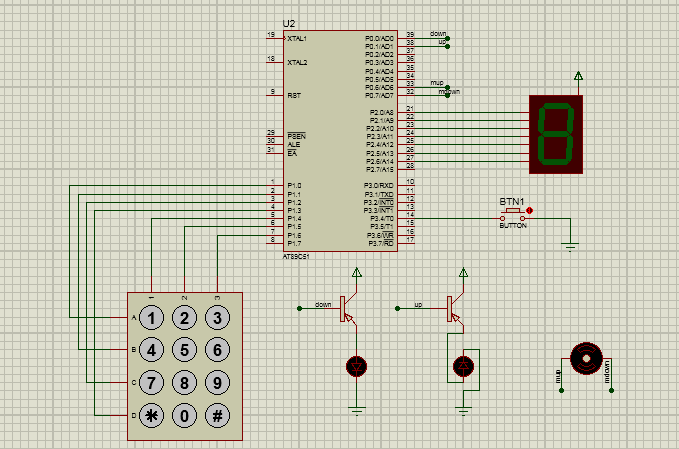 U2
19 XTAL1
18 XTAL2
9 RST
29 PSEN
30 ALE
31 EA
1 P1.0
2 P1.1
3 P1.2
4 P1.3
5 P1.4
6 P1.5
7 P1.6
8 P1.7
P0.0/AD0 39 down
P0.1/AD1 38 up
P0.2/AD2 37
P0.3/AD3 36
P0.4/AD4 35
P0.5/AD5 34
P0.6/AD6 33 mup
P0.7/AD7 32 mdown
P2.0/A8 21
P2.1/A9 22
P2.2/A10 23
P2.3/A11 24
P2.4/A12 25
P2.5/A13 26
P2.6/A14 27
P2.7/A15 28
P3.0/RXD 10
P3.1/TXD 11
P3.2/INT0 12
P3.3/INT1 13
P3.4/T0 14
P3.5/T1 15
P3.6/WR 16
P3.7/RD 17
AT89C51
BTN1
BUTTON
down
up
mup
mdown
1 2 3
A 1 2 3
B 4 5 6
C 7 8 9
D * 0 #
8